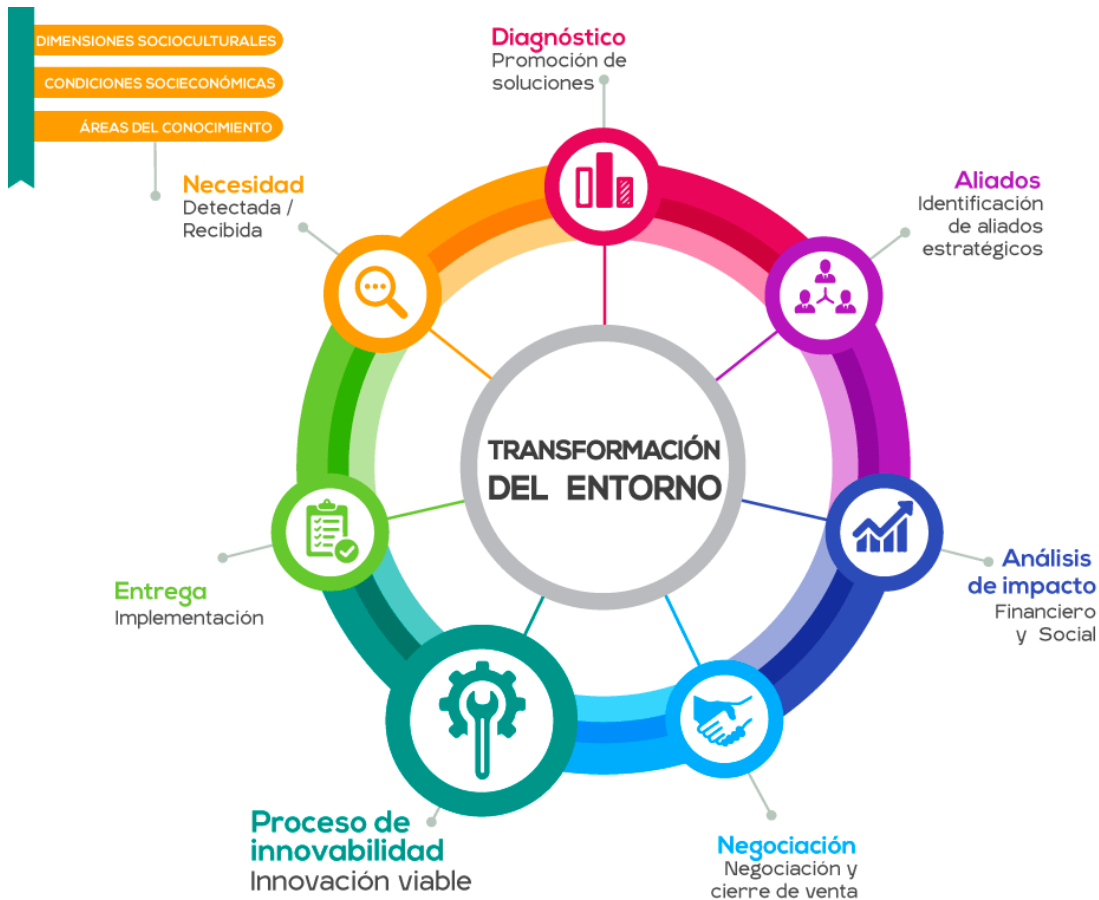 DIMENSIONES SOCIOCULTURALES
CONDICIONES SOCIECONÓMICAS
ÁREAS DEL CONOCIMIENTO
Necesidad
Detectada /
Recibida
Diagnóstico
Promoción de
soluciones
Aliados
Identificación
de aliados
estratégicos
Análisis
de impacto
Financiero
y Social
Negociación
Negociación y
cierre de venta
Proceso de
innovabilidad
Innovación viable
Entrega
Implementación
TRANSFORMACIÓN
DEL ENTORNO